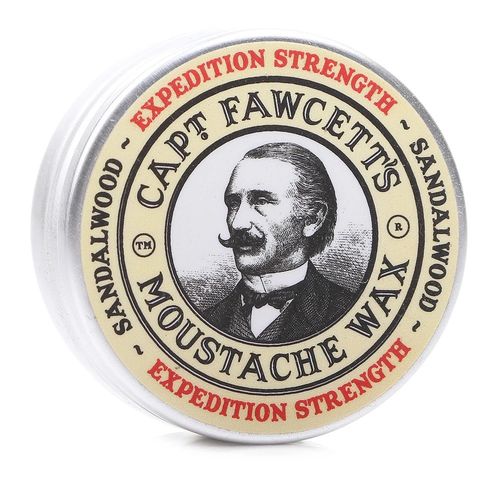 EXPEDITION STRENGTH
~ SANDALWOOD ~
CAPT. FAWCETT'S
TM
R
MOUSTACHE WAX
~ SANDALWOOD ~
EXPEDITION STRENGTH